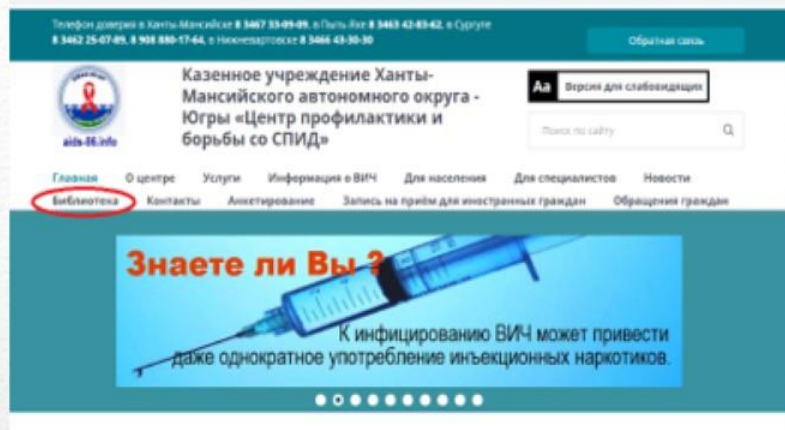 Телефон доверия в Ханты-Мансийске 8 3467 33-09-09, в Пыть-Яхе 8 3463 42-83-62, в Сургуте
8 3462 25-07-89, 8 908 880-17-64, в Нижневартовске 8 3466 43-30-30
Обратная связь
Казенное учреждение Ханты-
Мансийского автономного округа -
Югры «Центр профилактики и
борьбы со СПИД»
aids-86.info
Aa Версия для слабовидящих
Поиск по сайту
Главная О центре Услуги Информация о ВИЧ Для населения Для специалистов Новости
Библиотека Контакты Анкетирование Запись на приём для иностранных граждан Обращения граждан
Знаете ли Вы ?
К инфицированию ВИЧ может привести
даже однократное употребление инъекционных наркотиков.